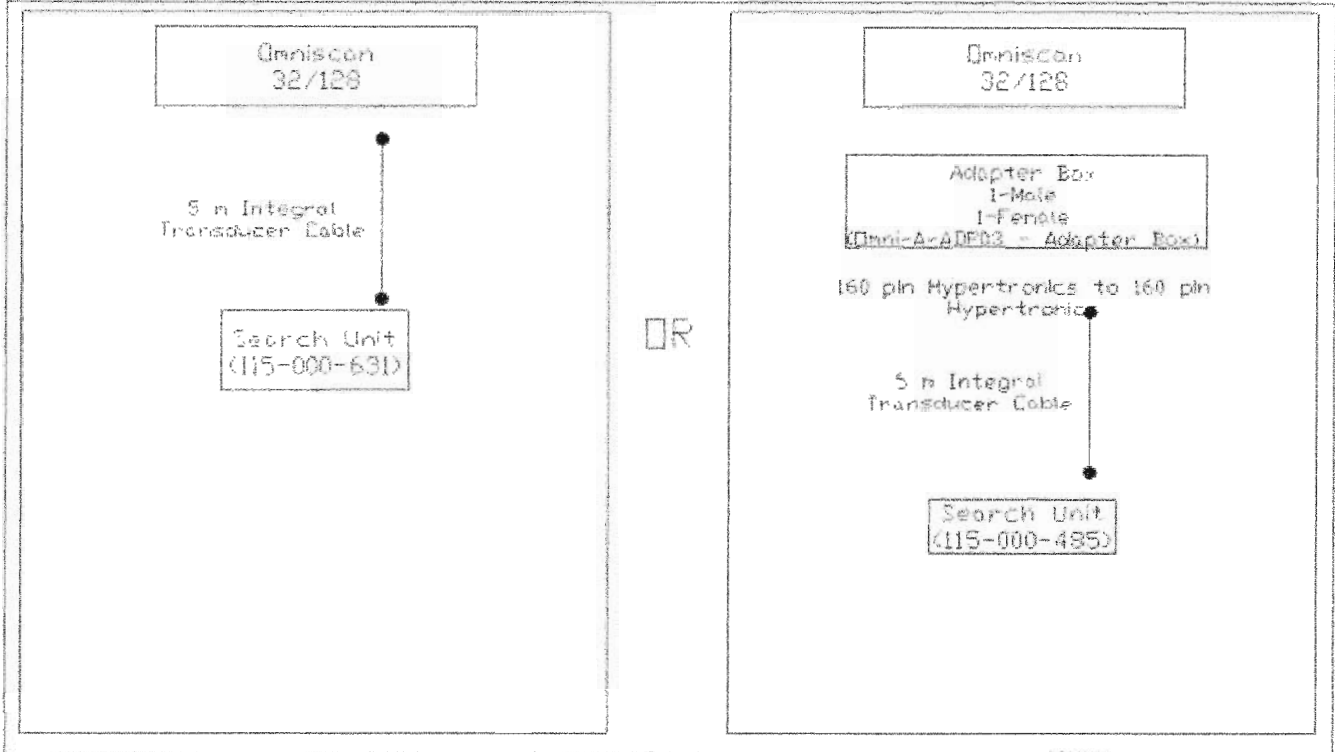 Omniscan
32/128
5 m Integral
Transducer Cable
Search Unit
(115-000-631)
OR
Omniscan
32/128
Adapter Box
1-Male
1-Female
(Omni-A-ADP03 - Adapter Box)
160 pin Hypertronics to 160 pin
Hypertronics
5 m Integral
Transducer Cable
Search Unit
(115-000-485)